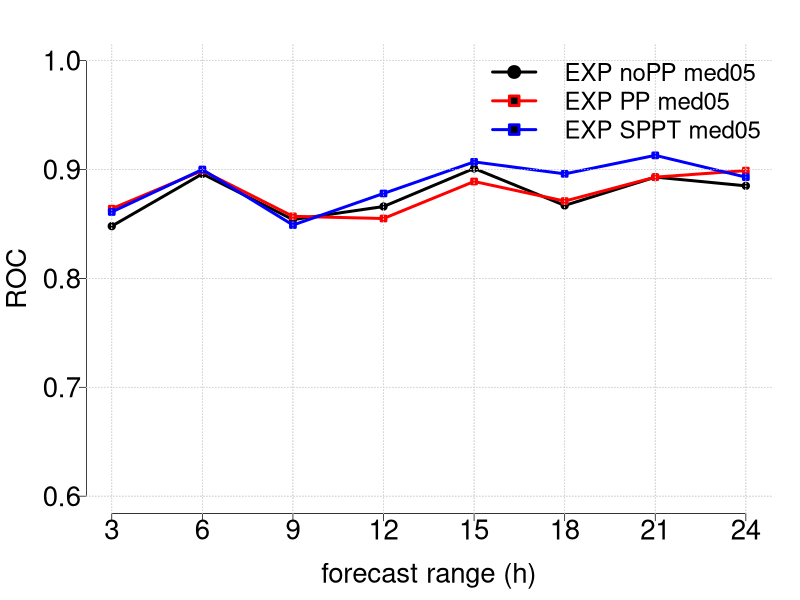 EXP noPP med05
EXP PP med05
EXP SPPT med05
1.0
0.9
0.8
0.7
0.6
ROC
3 6 9 12 15 18 21 24
forecast range (h)